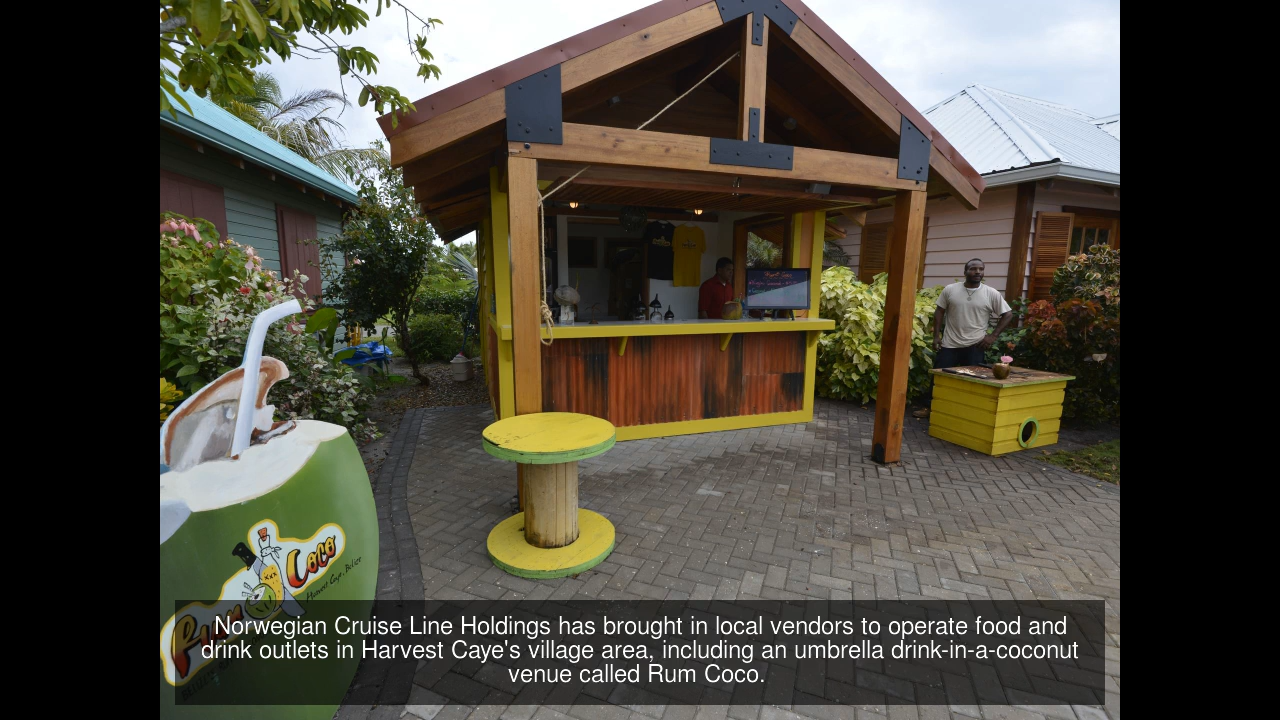 Coco
Harvest Caye, Belize
Rum
Norwegian Cruise Line Holdings has brought in local vendors to operate food and
drink outlets in Harvest Caye's village area, including an umbrella drink-in-a-coconut
venue called Rum Coco.